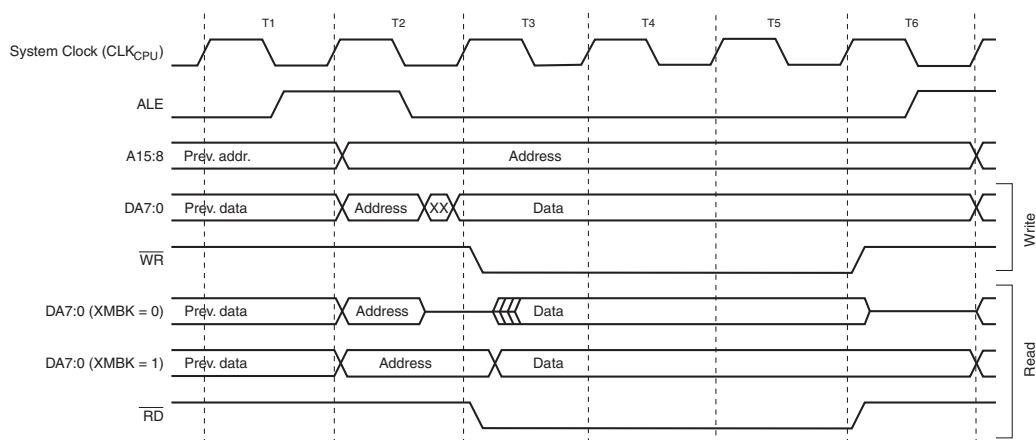 T1 T2 T3 T4 T5 T6
System Clock (CLKCPU)
ALE
A15:8 Prev. addr. Address
DA7:0 Prev. data Address XX Data
WR
Write
DA7:0 (XMBK = 0) Prev. data Address Data
DA7:0 (XMBK = 1) Prev. data Address Data
RD
Read